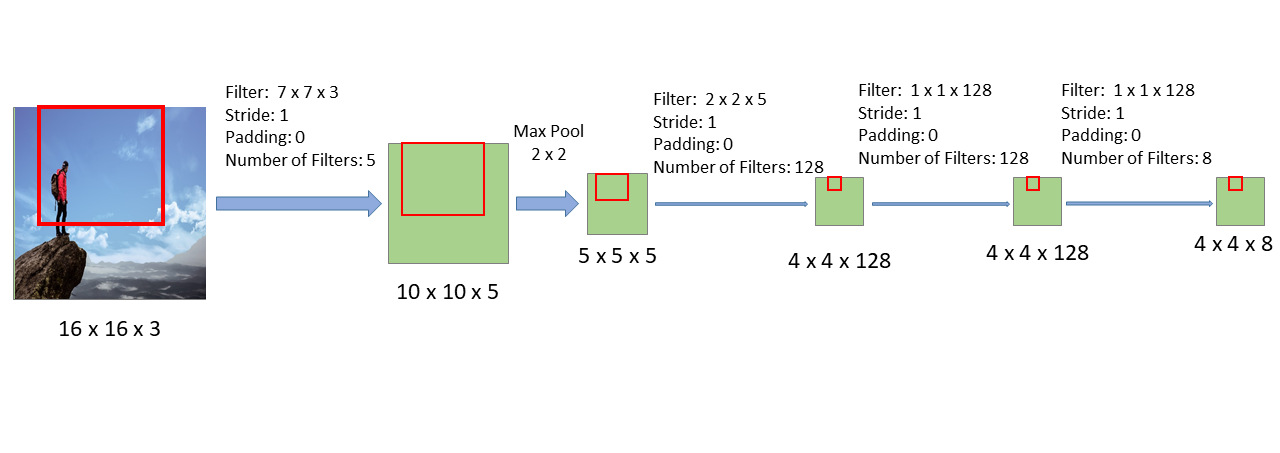 Filter: 7 x 7 x 3
Stride: 1
Padding: 0
Number of Filters: 5
Max Pool
2 x 2
Filter: 2 x 2 x 5
Stride: 1
Padding: 0
Number of Filters: 128
Filter: 1 x 1 x 128
Stride: 1
Padding: 0
Number of Filters: 128
Filter: 1 x 1 x 128
Stride: 1
Padding: 0
Number of Filters: 8
16 x 16 x 3
10 x 10 x 5
5 x 5 x 5
4 x 4 x 128
4 x 4 x 128
4 x 4 x 8